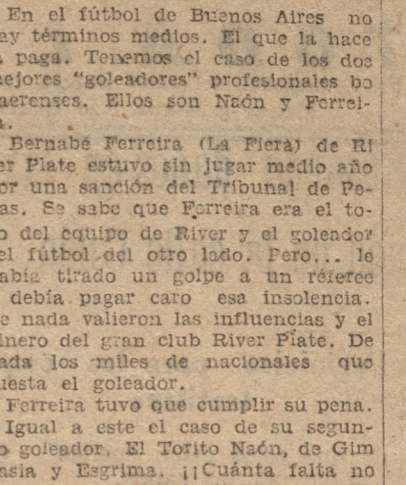 En el fútbol de Buenos Aires no
ay términos medios. El que la hace
a paga. Tenemos el caso de los dos
mejores "goleadores" profesionales bo
aerenses. Ellos son Naón y Ferrei-
a.
Bernabé Ferreira (La Fiera) de Ri
er Plate estuvo sin jugar medio año
or una sanción del Tribunal de Pe-
as. Se sabe que Ferreira era el to-
o del equipo de River y el goleador
el fútbol del otro lado. Pero... le
abía tirado un golpe a un réferee
debía pagar caro esa insolencia.
e nada valieron las influencias y el
inero del gran club River Plate. De
ada los miles de nacionales que
uesta el goleador.
Ferreira tuvo que cumplir su pena.
Igual a este el caso de su segun-
o goleador. El Torito Naón, de Gim
asia y Esgrima. ¡¡Cuánta falta no